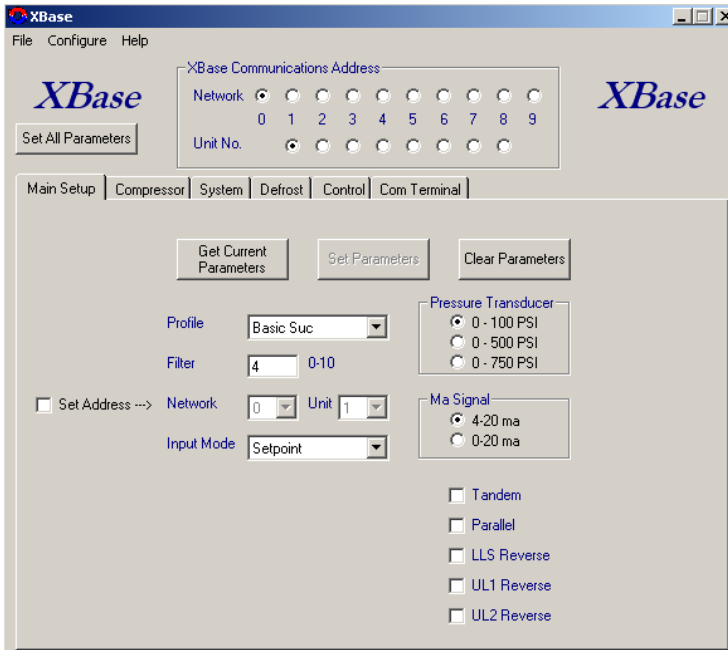 XBase
File Configure Help
XBase Communications Address
XBase
XBase
Network
0 1 2 3 4 5 6 7 8 9
Set All Parameters
Unit No.
Main Setup Compressor System Defrost Control Com Terminal
Get Current
Parameters
Set Parameters
Clear Parameters
Pressure Transducer
Profile Basic Suc
0 - 100 PSI
0 - 500 PSI
0 - 750 PSI
Filter 4 0-10
Set Address ---> Network 0 Unit 1
Ma Signal
4-20 ma
0-20 ma
Input Mode Setpoint
Tandem
Parallel
LLS Reverse
UL1 Reverse
UL2 Reverse